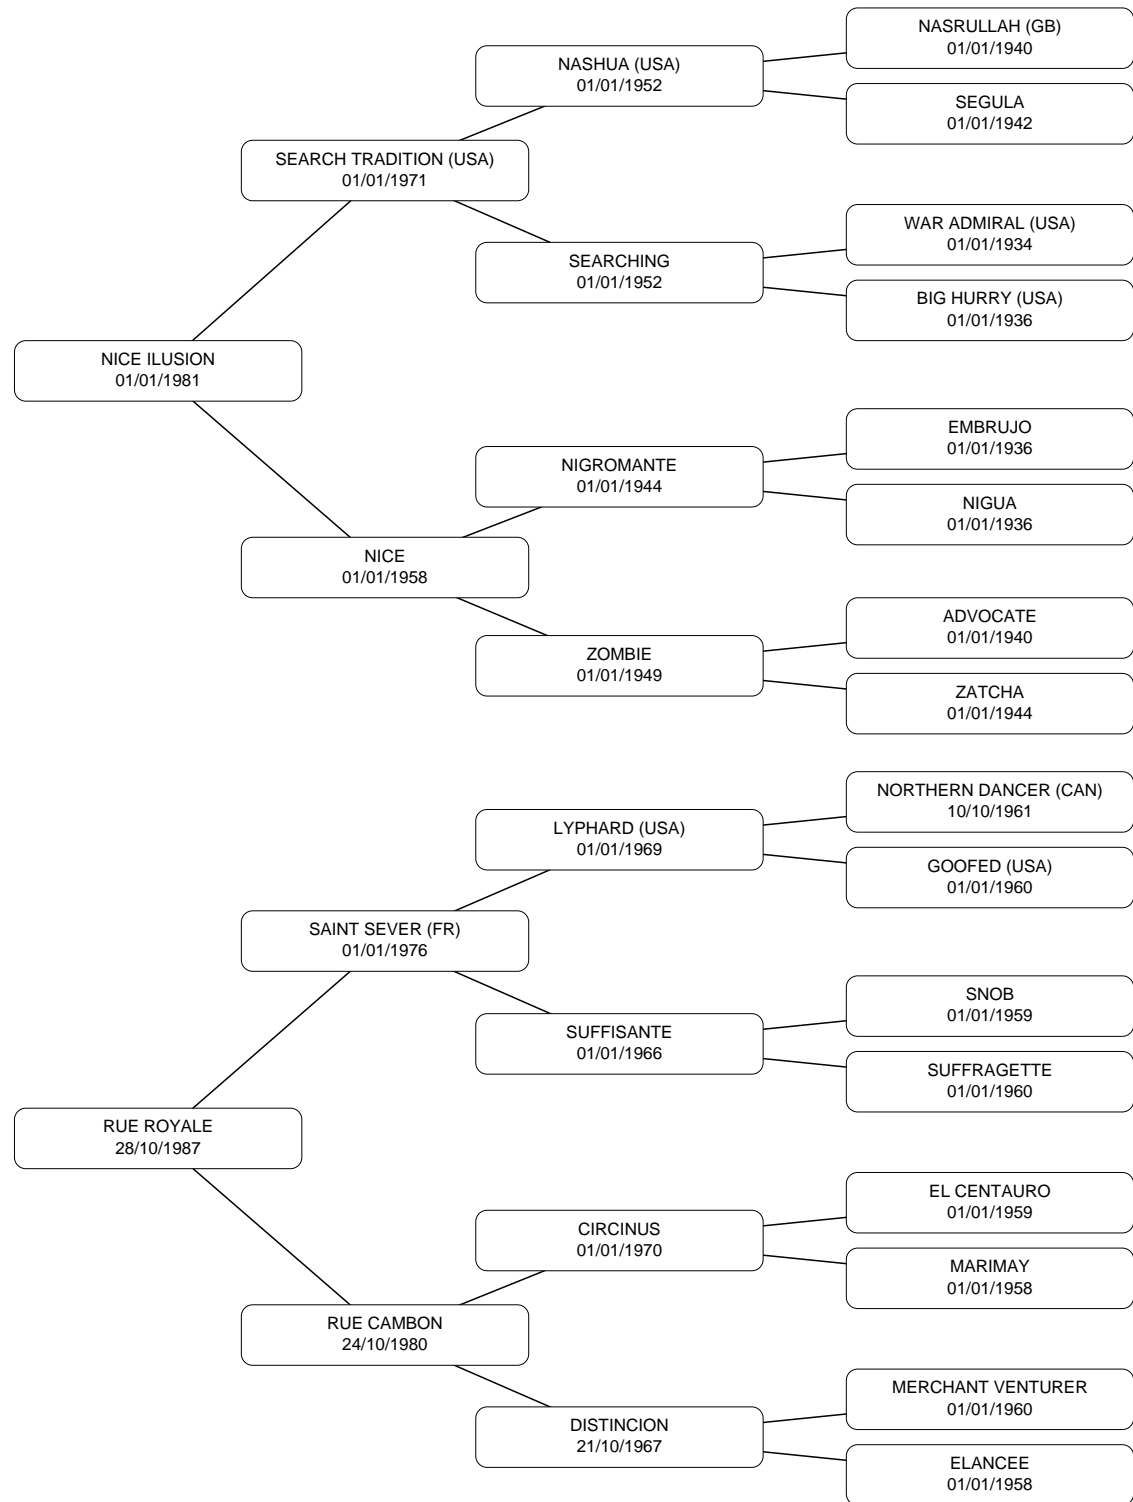 NASRULLAH (GB)
01/01/1940
NASHUA (USA)
01/01/1952
SEGULA
01/01/1942
SEARCH TRADITION (USA)
01/01/1971
WAR ADMIRAL (USA)
01/01/1934
SEARCHING
01/01/1952
BIG HURRY (USA)
01/01/1936
NICE ILUSION
01/01/1981
EMBRUJO
01/01/1936
NIGROMANTE
01/01/1944
NIGUA
01/01/1936
NICE
01/01/1958
ADVOCATE
01/01/1940
ZOMBIE
01/01/1949
ZATCHA
01/01/1944
NORTHERN DANCER (CAN)
10/10/1961
LYPHARD (USA)
01/01/1969
GOOFED (USA)
01/01/1960
SAINT SEVER (FR)
01/01/1976
SNOB
01/01/1959
SUFFISANTE
01/01/1966
SUFFRAGETTE
01/01/1960
RUE ROYALE
28/10/1987
EL CENTAURO
01/01/1959
CIRCINUS
01/01/1970
MARIMAY
01/01/1958
RUE CAMBON
24/10/1980
MERCHANT VENTURER
01/01/1960
DISTINCION
21/10/1967
ELANCEE
01/01/1958